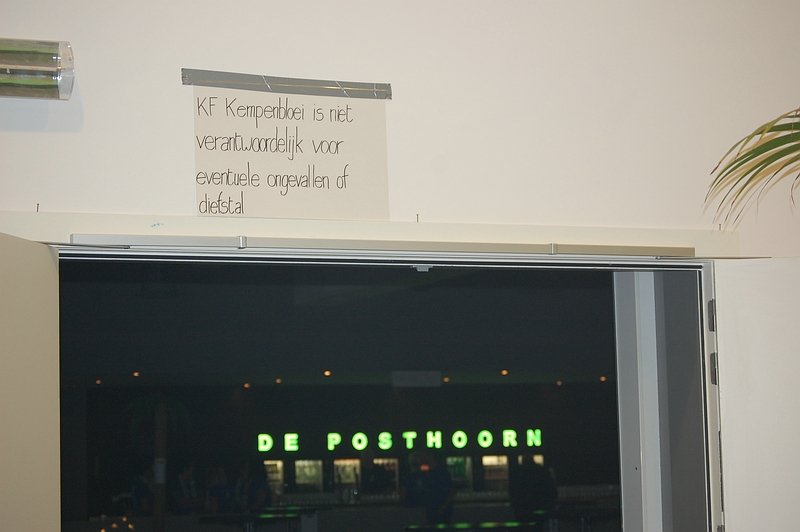 KF Kempenbloei is niet
verantwoordelijk voor
eventuele ongevallen of
diefstal
DE POSTHOORN